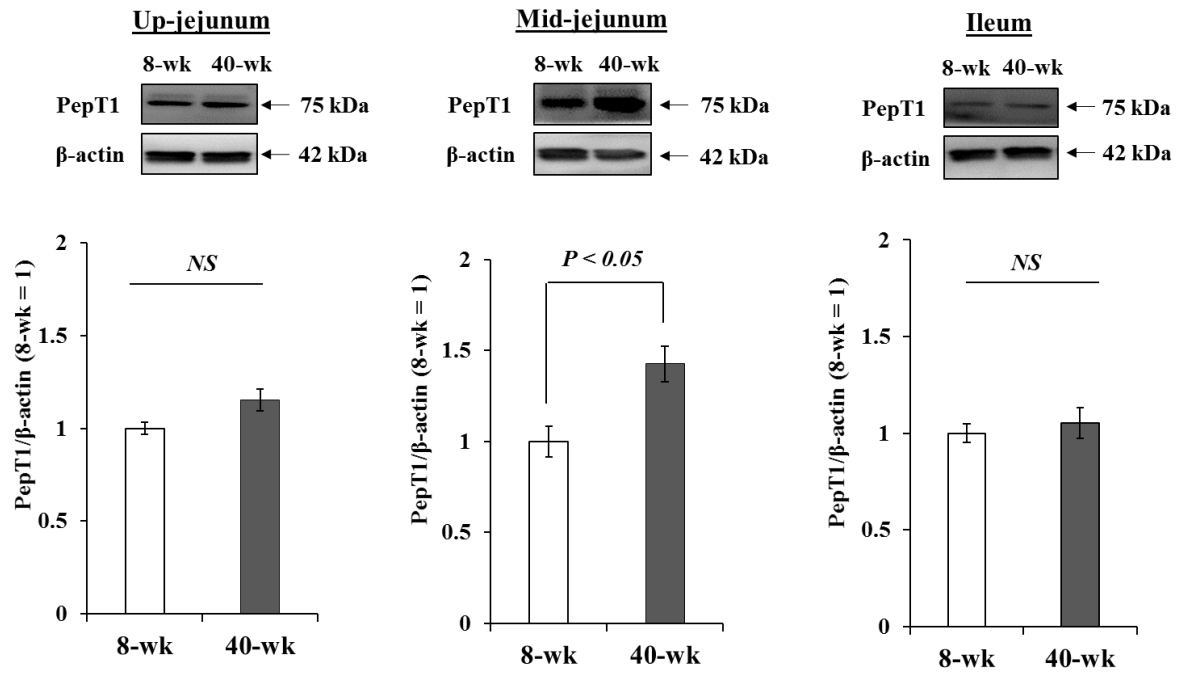 Up-jejunum
8-wk 40-wk
PepT1 75 kDa
β-actin 42 kDa
PepT1/β-actin (8-wk = 1)
2
1.5
1
0.5
0
NS
8-wk 40-wk
Mid-jejunum
8-wk 40-wk
PepT1 75 kDa
β-actin 42 kDa
PepT1/β-actin (8-wk = 1)
2
1.5
1
0.5
0
P < 0.05
8-wk 40-wk
Ileum
8-wk 40-wk
PepT1 75 kDa
β-actin 42 kDa
PepT1/β-actin (8-wk = 1)
2
1.5
1
0.5
0
NS
8-wk 40-wk